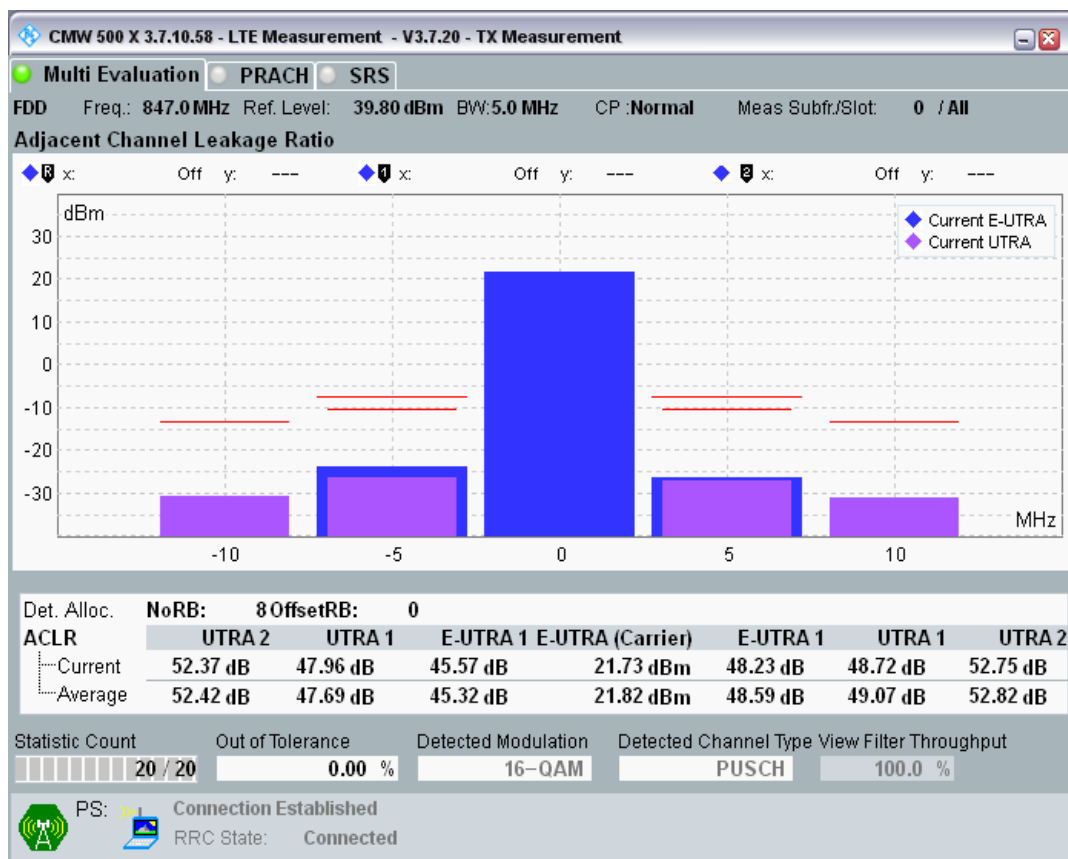 CMW 500 X 3.7.10.58 - LTE Measurement - V3.7.20 - TX Measurement
Multi Evaluation PRACH SRS
FDD Freq.: 847.0 MHz Ref. Level: 39.80 dBm BW:5.0 MHz CP :Normal Meas Subfr./Slot: 0 / All
Adjacent Channel Leakage Ratio
R x: Off y: --- 1 x: Off y: --- 2 x: Off y: ---
dBm
Current E-UTRA
Current UTRA
30
20
10
0
-10
-20
-30
MHz
-10 -5 0 5 10
Det. Alloc. NoRB: 8 OffsetRB: 0
ACLR UTRA 2 UTRA 1 E-UTRA 1 E-UTRA (Carrier) E-UTRA 1 UTRA 1 UTRA 2
Current 52.37 dB 47.96 dB 45.57 dB 21.73 dBm 48.23 dB 48.72 dB 52.75 dB
Average 52.42 dB 47.69 dB 45.32 dB 21.82 dBm 48.59 dB 49.07 dB 52.82 dB
Statistic Count Out of Tolerance Detected Modulation Detected Channel Type View Filter Throughput
20 / 20 0.00 % 16-QAM PUSCH 100.0 %
PS: Connection Established
RRC State: Connected